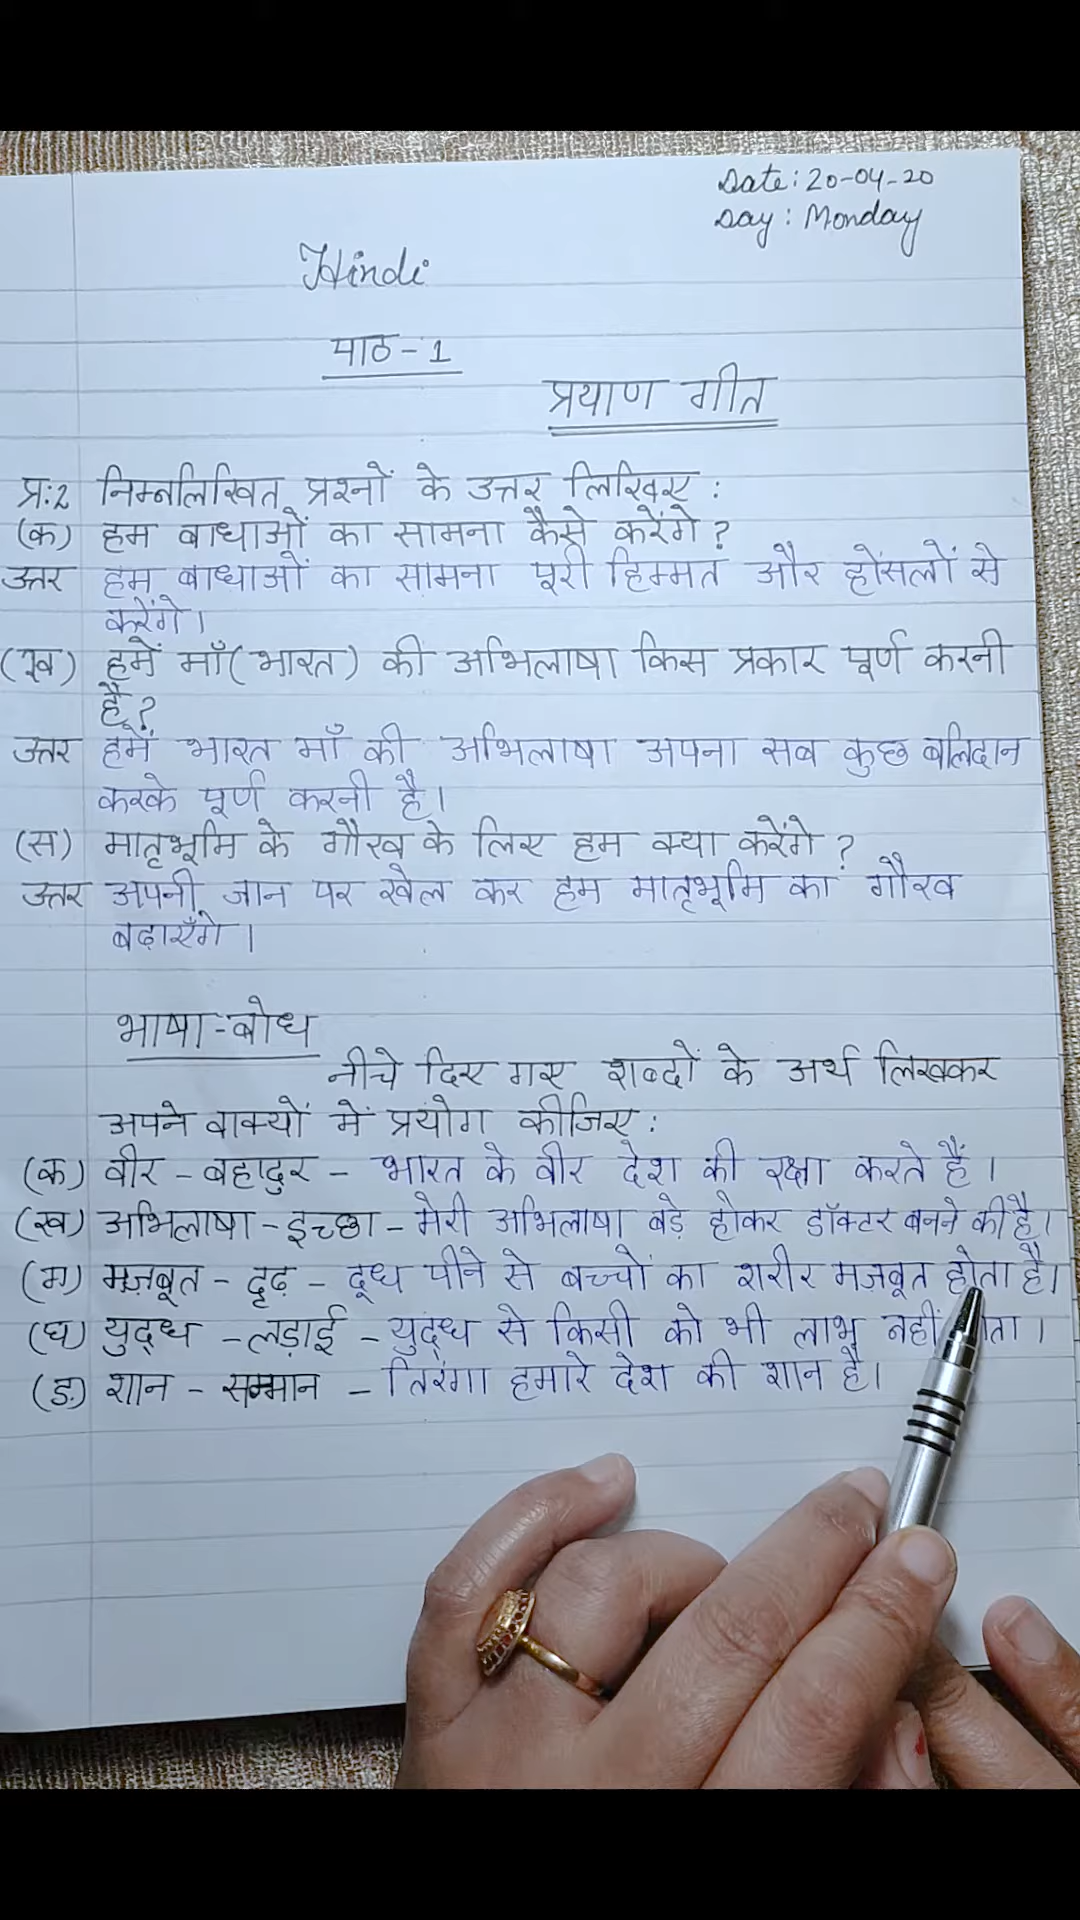 Date: 20-04-20
Day: Monday
Hindi
पाठ-1
प्रयाण गीत
प्र:2 निम्नलिखित प्रश्नों के उत्तर लिखिए :
(क) हम बाधाओं का सामना कैसे करेंगे ?
उत्तर हम बाधाओं का सामना पूरी हिम्मत और होंसलों से
करेंगे।
(ख) हमें माँ (भारत) की अभिलाषा किस प्रकार पूर्ण करनी
है ?
उत्तर हमें भारत माँ की अभिलाषा अपना सब कुछ बलिदान
करके पूर्ण करनी है।
(स) मातृभूमि के गौरव के लिए हम क्या करेंगे ?
उत्तर अपनी जान पर खेल कर हम मातृभूमि का गौरव
बढ़ाएँगे।
भाषा-बोध
नीचे दिए गए शब्दों के अर्थ लिखकर
अपने वाक्यों में प्रयोग कीजिए :
(क) वीर - बहादुर - भारत के वीर देश की रक्षा करते हैं।
(ख) अभिलाषा - इच्छा - मेरी अभिलाषा बड़े होकर डॉक्टर बनने की है।
(ग) मज़बूत - दृढ़ - दूध पीने से बच्चों का शरीर मज़बूत होता है।
(घ) युद्ध - लड़ाई - युद्ध से किसी को भी लाभ नहीं
(ङ) शान - सम्मान - तिरंगा हमारे देश की शान है।